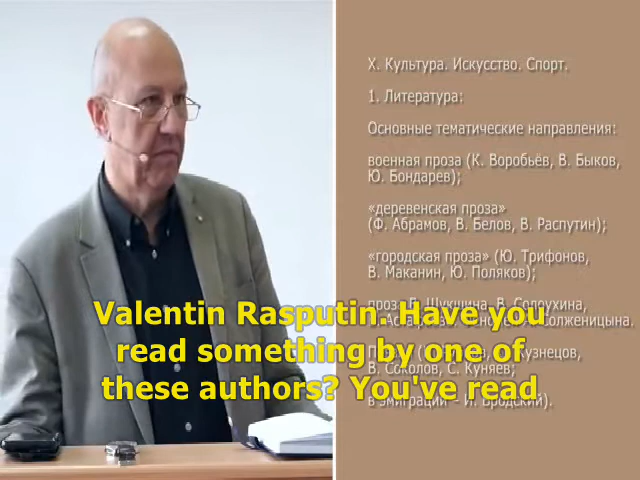 X. Культура. Искусство. Спорт.
1. Литература:
Основные тематические направления:
военная проза (К. Воробьёв, В. Быков,
Ю. Бондарев);
«деревенская проза»
(Ф. Абрамов, В. Белов, В. Распутин);
«городская проза» (Ю. Трифонов,
В. Маканин, Ю. Поляков);
проза Шукшина, В. Солоухина,
Солженицына.
Кузнецов,
В. Соколов, С. Куняев;
в эмиграции - И. Бродский).
Valentin Rasputin. Have you
read something by one of
these authors? You've read